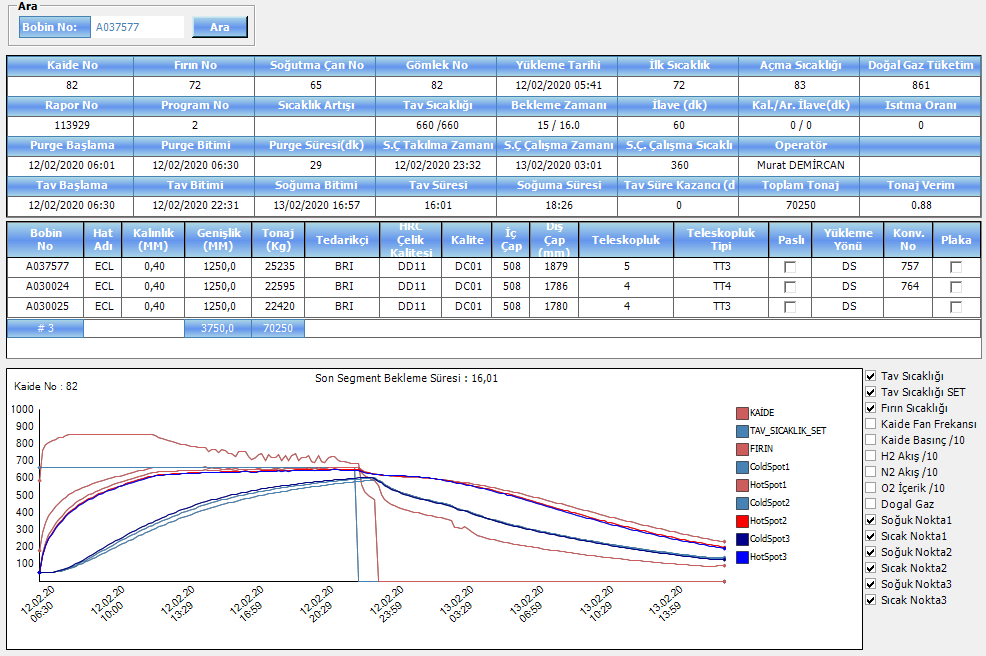 Ara
Bobin No: A037577 Ara
Kaide No Fırın No Soğutma Çan No Gömlek No Yükleme Tarihi İlk Sıcaklık Açma Sıcaklığı Doğal Gaz Tüketim
82 72 65 82 12/02/2020 05:41 72 83 861
Rapor No Program No Sıcaklık Artışı Tav Sıcaklığı Bekleme Zamanı İlave (dk) Kal./Ar. İlave(dk) Isıtma Oranı
113929 2 660 /660 15 / 16.0 60 0 / 0 0
Purge Başlama Purge Bitimi Purge Süresi(dk) S.Ç Takılma Zamanı S.Ç Çalışma Zamanı S.Ç. Çalışma Sıcaklı Operatör
12/02/2020 06:01 12/02/2020 06:30 29 12/02/2020 23:32 13/02/2020 03:01 360 Murat DEMİRCAN
Tav Başlama Tav Bitimi Soğuma Bitimi Tav Süresi Soğuma Süresi Tav Süre Kazancı (d Toplam Tonaj Tonaj Verim
12/02/2020 06:30 12/02/2020 22:31 13/02/2020 16:57 16:01 18:26 0 70250 0.88
Bobin No Hat Adı Kalınlık (MM) Genişlik (MM) Tonaj (Kg) Tedarikçi HRC Çelik Kalitesi Kalite İç Çap Dış Çap (mm) Teleskopluk Teleskopluk Tipi Paslı Yükleme Yönü Konv. No Plaka
A037577 ECL 0,40 1250,0 25235 BRI DD11 DC01 508 1879 5 TT3 DS 757
A030024 ECL 0,40 1250,0 22595 BRI DD11 DC01 508 1786 4 TT4 DS 764
A030025 ECL 0,40 1250,0 22420 BRI DD11 DC01 508 1780 4 TT3 DS
# 3 3750,0 70250
Son Segment Bekleme Süresi : 16,01
Kaide No : 82
1000
900
800
700
600
500
400
300
200
100
12.02.20 06:30
12.02.20 10:00
12.02.20 13:29
12.02.20 16:59
12.02.20 20:29
12.02.20 23:59
13.02.20 03:29
13.02.20 06:59
13.02.20 10:29
13.02.20 13:59
KAİDE
TAV_SICAKLIK_SET
FIRIN
ColdSpot1
HotSpot1
ColdSpot2
HotSpot2
ColdSpot3
HotSpot3
Tav Sıcaklığı
Tav Sıcaklığı SET
Fırın Sıcaklığı
Kaide Fan Frekansı
Kaide Basınç /10
H2 Akış /10
N2 Akış /10
O2 İçerik /10
Dogal Gaz
Soğuk Nokta1
Sıcak Nokta1
Soğuk Nokta2
Sıcak Nokta2
Soğuk Nokta3
Sıcak Nokta3